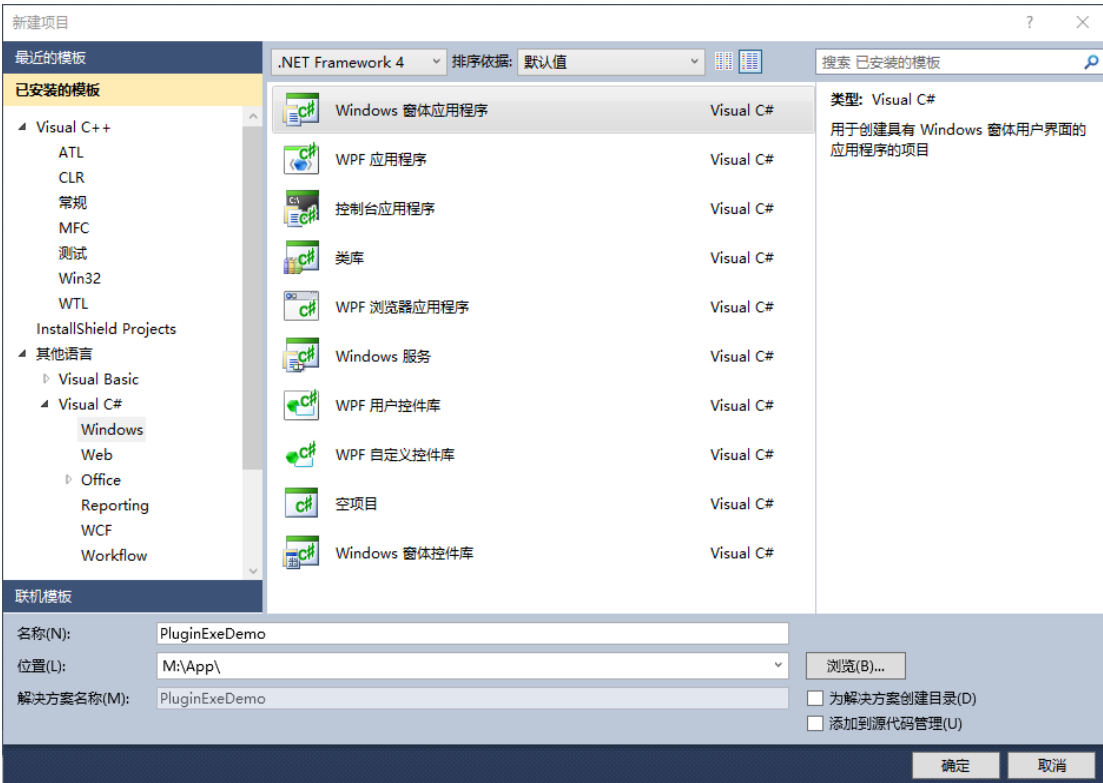 新建项目
?
最近的模板
已安装的模板
Visual C++
ATL
CLR
常规
MFC
测试
Win32
WTL
InstallShield Projects
其他语言
Visual Basic
Visual C#
Windows
Web
Office
Reporting
WCF
Workflow
联机模板
.NET Framework 4 排序依据: 默认值
Windows 窗体应用程序 Visual C#
WPF 应用程序 Visual C#
控制台应用程序 Visual C#
类库 Visual C#
WPF 浏览器应用程序 Visual C#
Windows 服务 Visual C#
WPF 用户控件库 Visual C#
WPF 自定义控件库 Visual C#
空项目 Visual C#
Windows 窗体控件库 Visual C#
搜索 已安装的模板
类型: Visual C#
用于创建具有 Windows 窗体用户界面的
应用程序的项目
名称(N): PluginExeDemo
位置(L): M:\App\ 浏览(B)...
解决方案名称(M): PluginExeDemo 为解决方案创建目录(D)
添加到源代码管理(U)
确定 取消